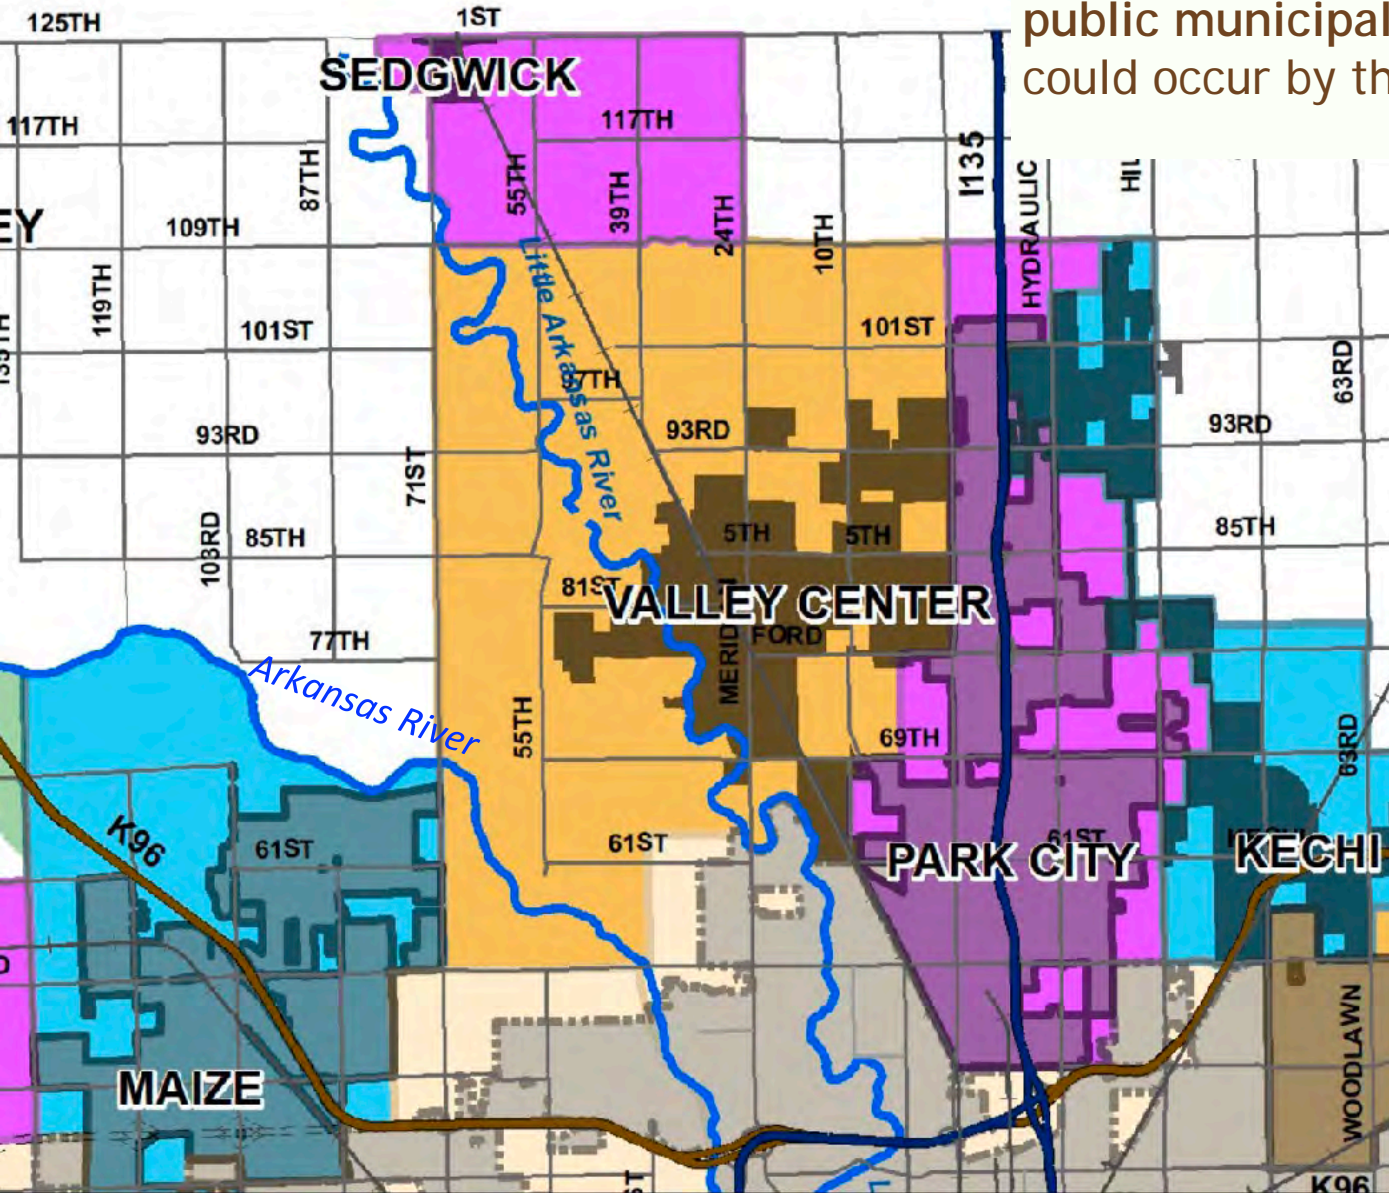 public municipal
could occur by th
125TH
1ST
SEDGWICK
117TH
117TH
I135
87TH
55TH
39TH
24TH
10TH
HYDRAULIC
EY
109TH
Little Arkansas River
119TH
101ST
101ST
63RD
93RD
93RD
93RD
71ST
103RD
85TH
5TH
5TH
85TH
81ST
VALLEY CENTER
FORD
77TH
Arkansas River
55TH
69TH
63RD
K96
61ST
61ST
61ST
PARK CITY
KECHI
KECHI
WOODLAWN
MAIZE
K96